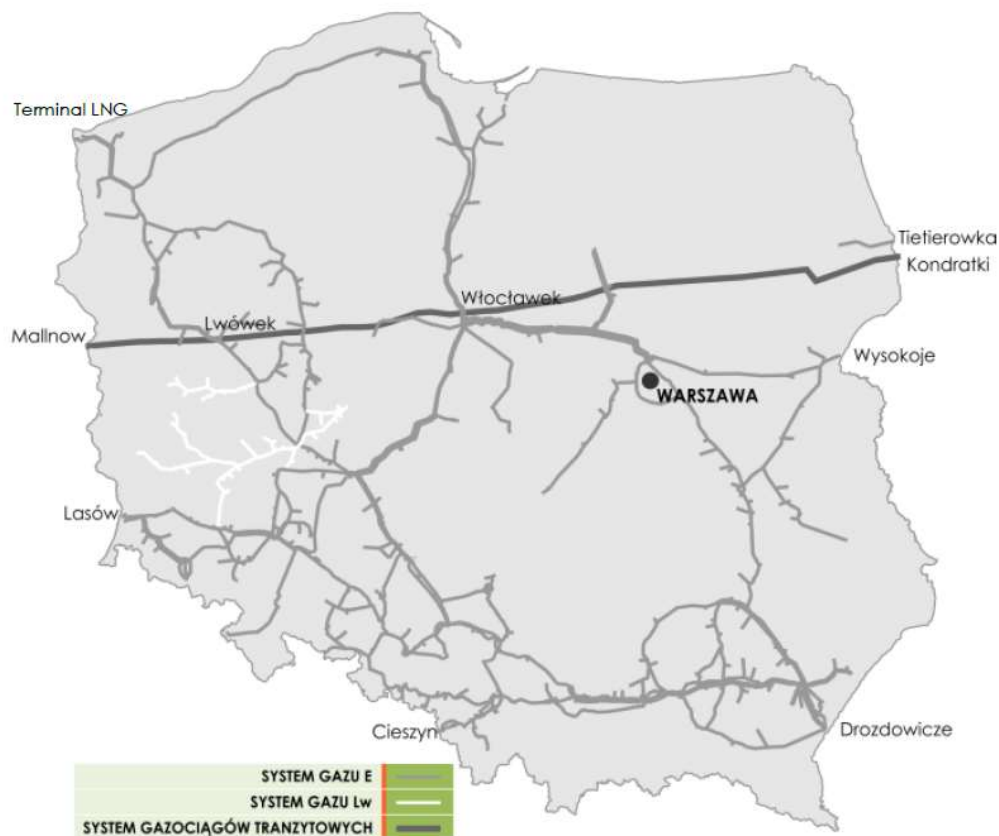 Terminal LNG
Tietierowka
Kondratki
Włocławek
Lwówek
Mallnow
Wysokoje
WARSZAWA
Lasów
Cieszyn
Drozdowicze
SYSTEM GAZU E
SYSTEM GAZU Lw
SYSTEM GAZOCIĄGÓW TRANZYTOWYCH